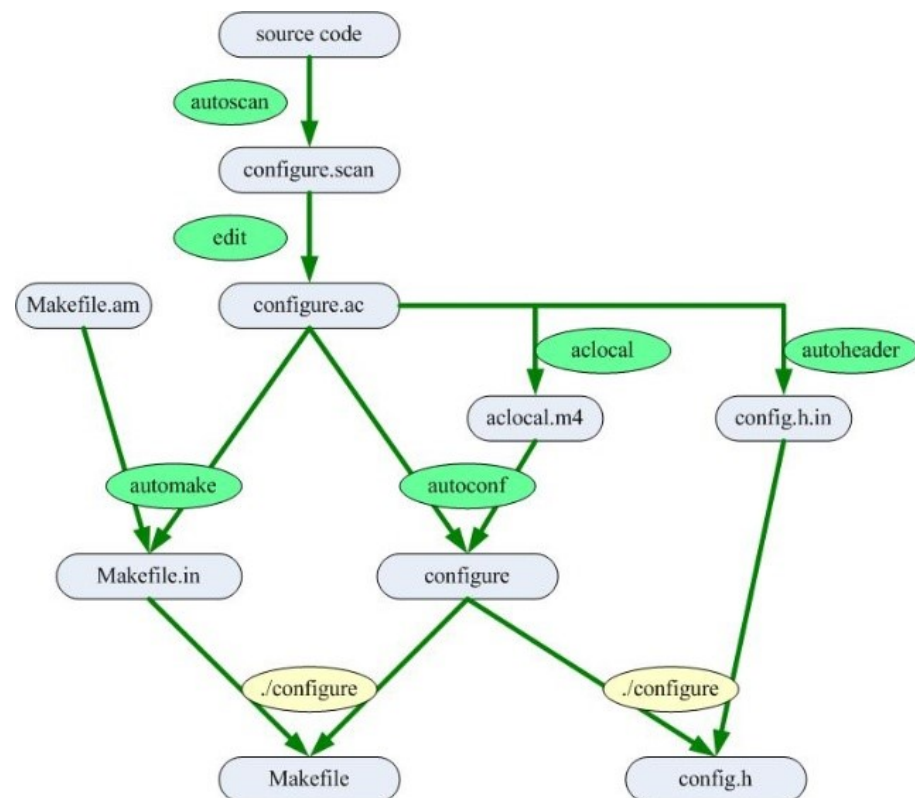 source code
autoscan
configure.scan
edit
Makefile.am
configure.ac
aclocal
autoheader
aclocal.m4
config.h.in
automake
autoconf
Makefile.in
configure
./configure
./configure
Makefile
config.h